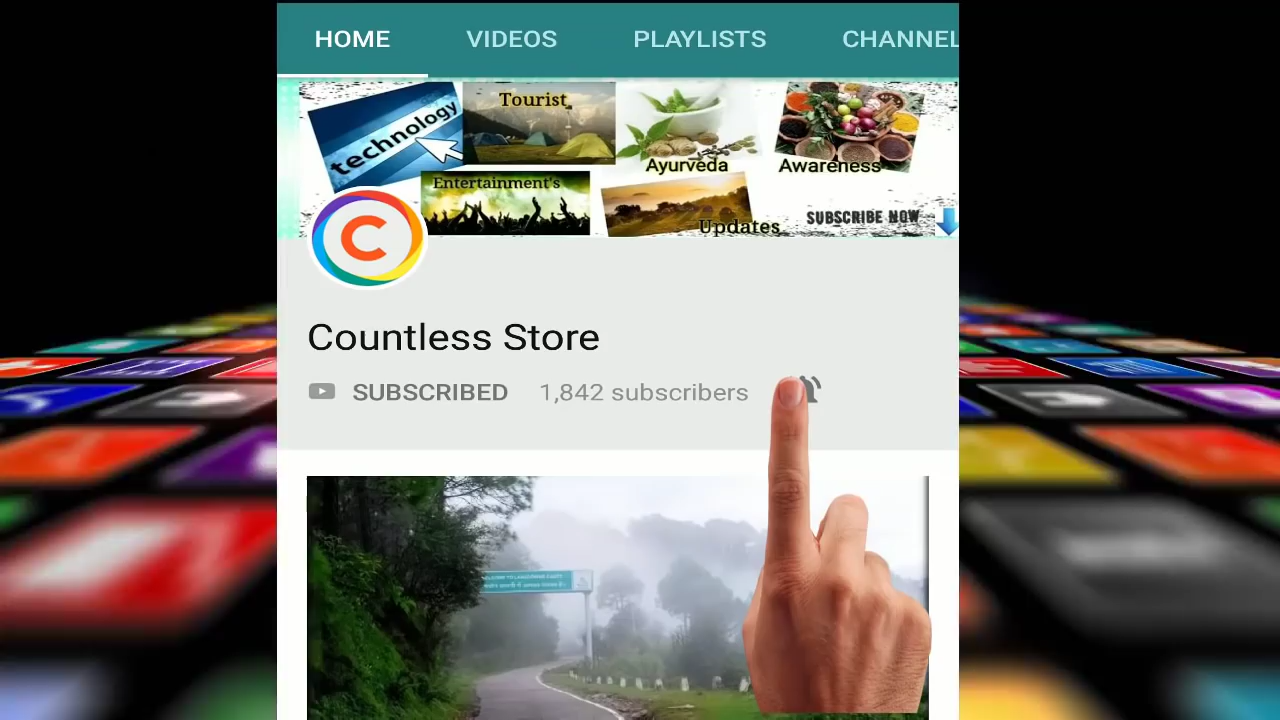 HOME VIDEOS PLAYLISTS CHANNEL
technology
Tourist
Ayurveda
Awareness
Entertainment's
Updates
SUBSCRIBE NOW
C
Countless Store
SUBSCRIBED 1,842 subscribers